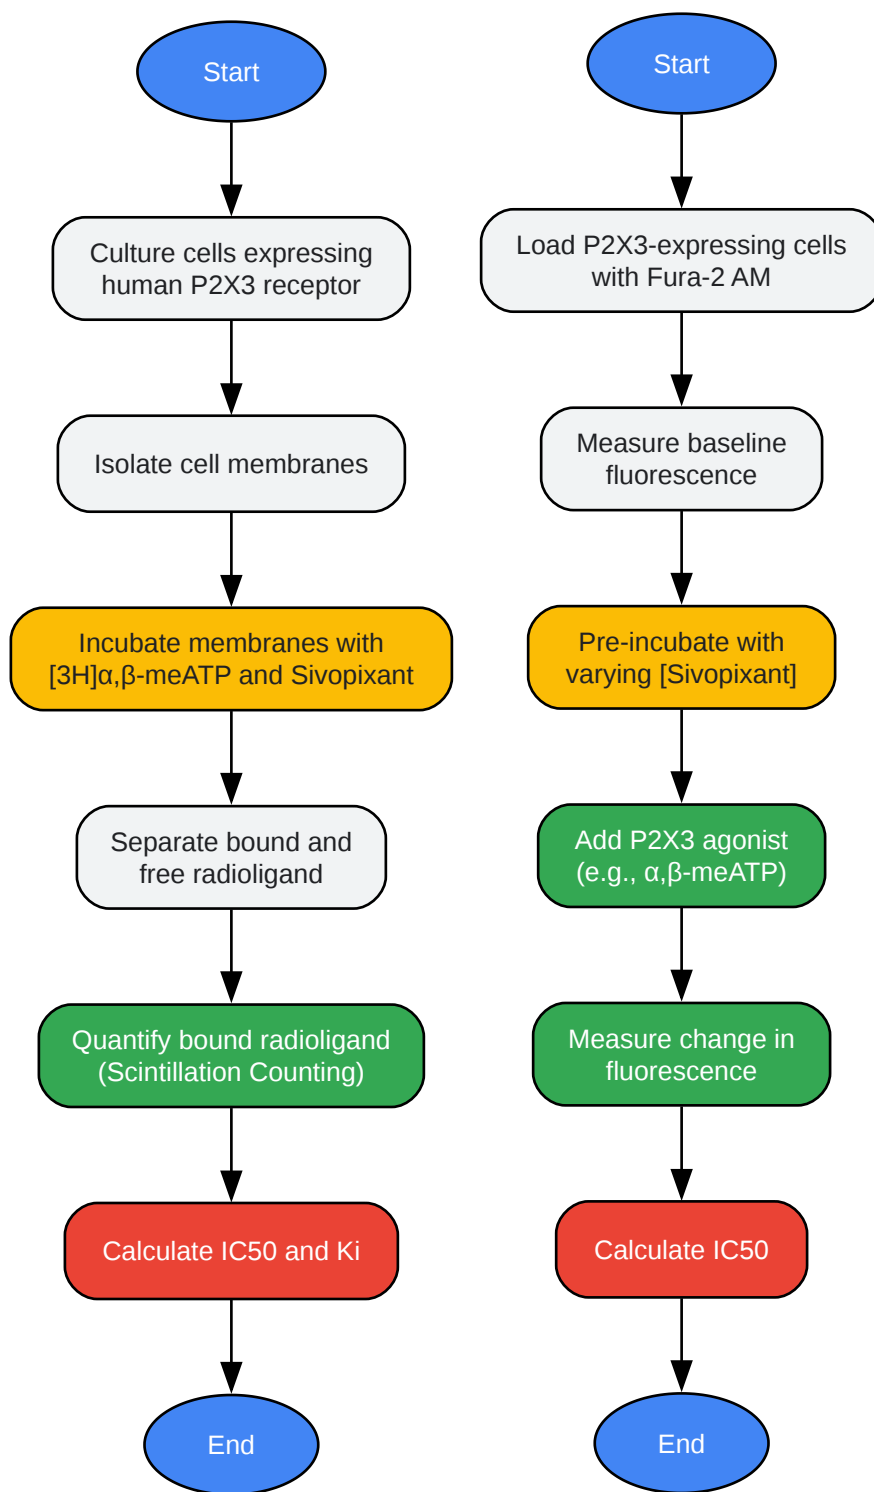 Start
Culture cells expressing
human P2X3 receptor
Isolate cell membranes
Incubate membranes with
[3H]α,β-meATP and Sivopixant
Separate bound and
free radioligand
Quantify bound radioligand
(Scintillation Counting)
Calculate IC50 and Ki
End
Start
Load P2X3-expressing cells
with Fura-2 AM
Measure baseline
fluorescence
Pre-incubate with
varying [Sivopixant]
Add P2X3 agonist
(e.g., α,β-meATP)
Measure change in
fluorescence
Calculate IC50
End